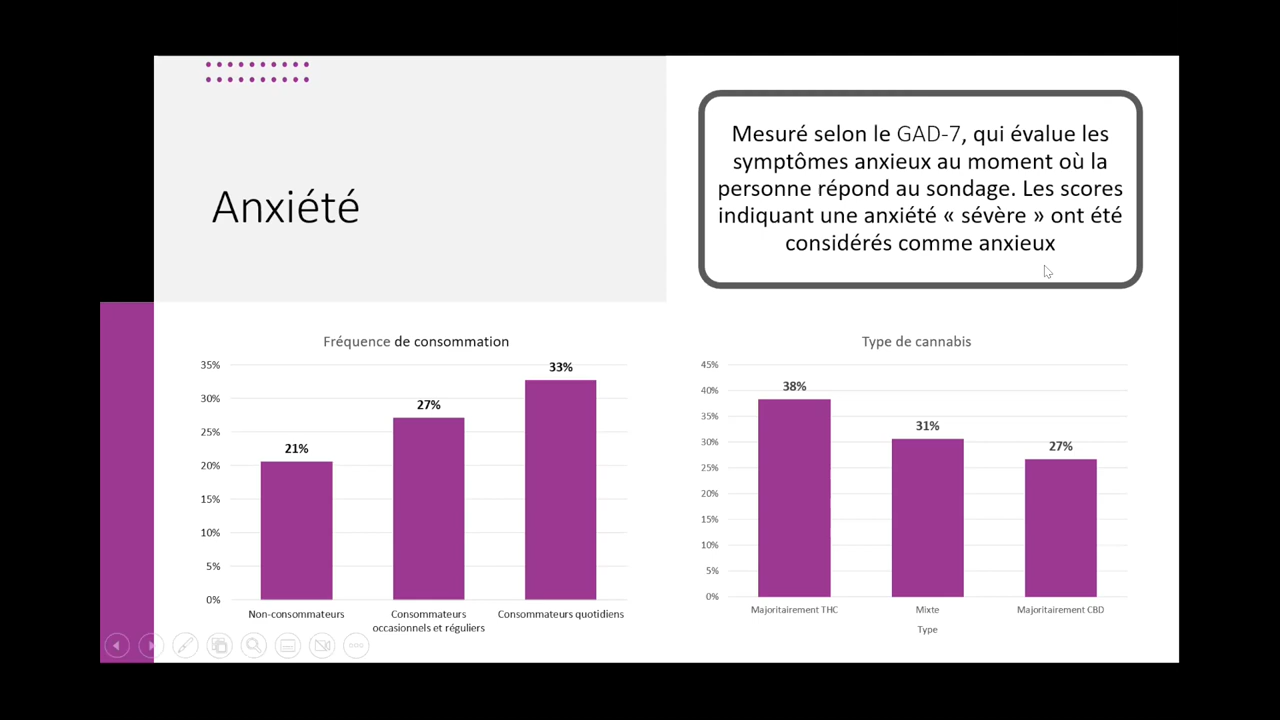 Anxiété
Mesuré selon le GAD-7, qui évalue les
symptômes anxieux au moment où la
personne répond au sondage. Les scores
indiquant une anxiété « sévère » ont été
considérés comme anxieux
Fréquence de consommation
35%
30%
25%
20%
15%
10%
5%
0%
21%
27%
33%
Non-consommateurs
Consommateurs
occasionnels et réguliers
Consommateurs quotidiens
Type de cannabis
45%
40%
35%
30%
25%
20%
15%
10%
5%
0%
38%
31%
27%
Majoritairement THC
Mixte
Majoritairement CBD
Type